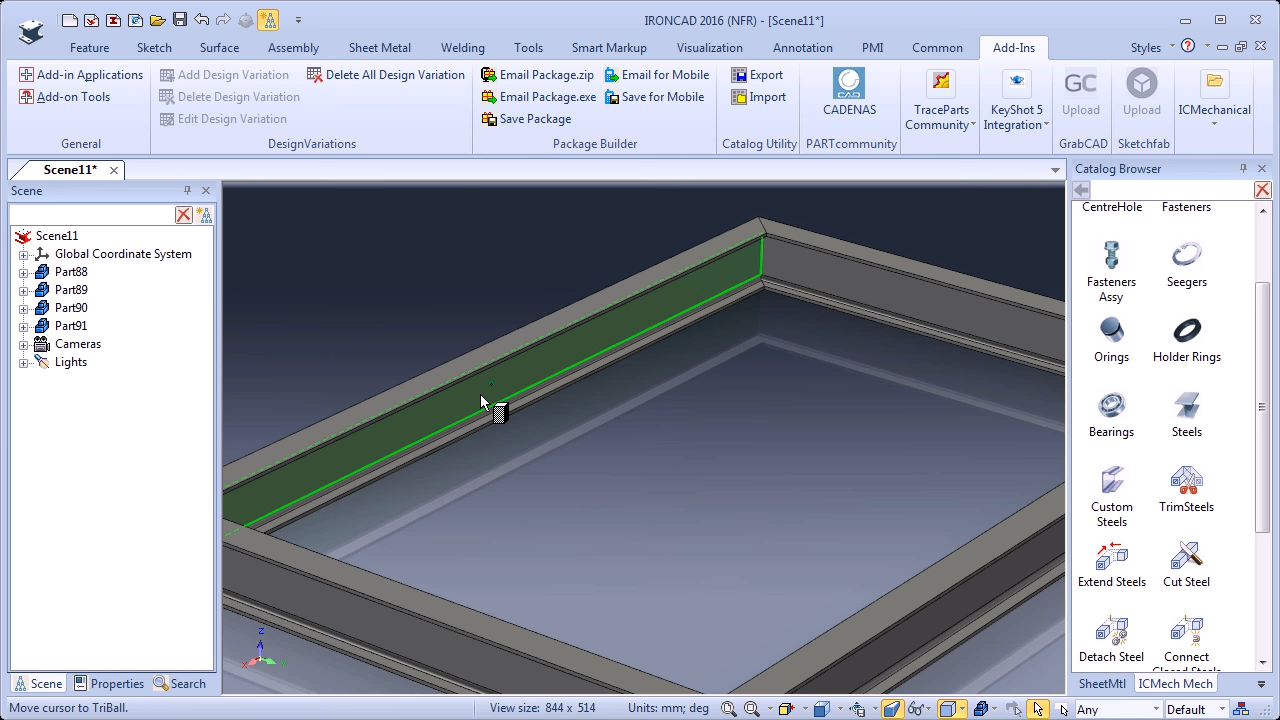 IRONCAD 2016 (NFR) - [Scene11*]
Feature Sketch Surface Assembly Sheet Metal Welding Tools Smart Markup Visualization Annotation PMI Common Add-Ins Styles
Add-in Applications Add Design Variation Delete All Design Variation Email Package.zip Email for Mobile Export
Add-on Tools Delete Design Variation Email Package.exe Save for Mobile Import
Edit Design Variation Save Package
CADENAS
TraceParts
Community
KeyShot 5
Integration
GC
Upload
Upload
ICMechanical
General DesignVariations Package Builder Catalog Utility PARTcommunity GrabCAD Sketchfab
Scene11*
Scene
Scene11
Global Coordinate System
Part88
Part89
Part90
Part91
Cameras
Lights
Z
X
Catalog Browser
CentreHole Fasteners
Fasteners
Assy
Seegers
Orings Holder Rings
Bearings Steels
Custom
Steels
TrimSteels
Extend Steels Cut Steel
Detach Steel Connect
Closed Steels
SheetMtl ICMech Mech
Scene Properties Search
Move cursor to TriBall. View size: 844 x 514 Units: mm; deg Any Default